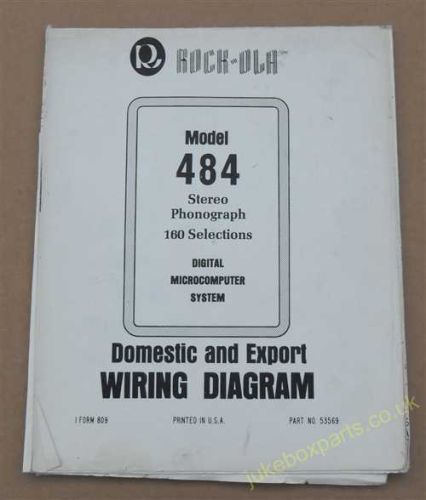 R ROCK-OLA™
Model
484
Stereo
Phonograph
160 Selections
DIGITAL
MICROCOMPUTER
SYSTEM
Domestic and Export
WIRING DIAGRAM
I FORM 809 PRINTED IN U.S.A. PART NO. 53569
jukeboxparts.co.uk